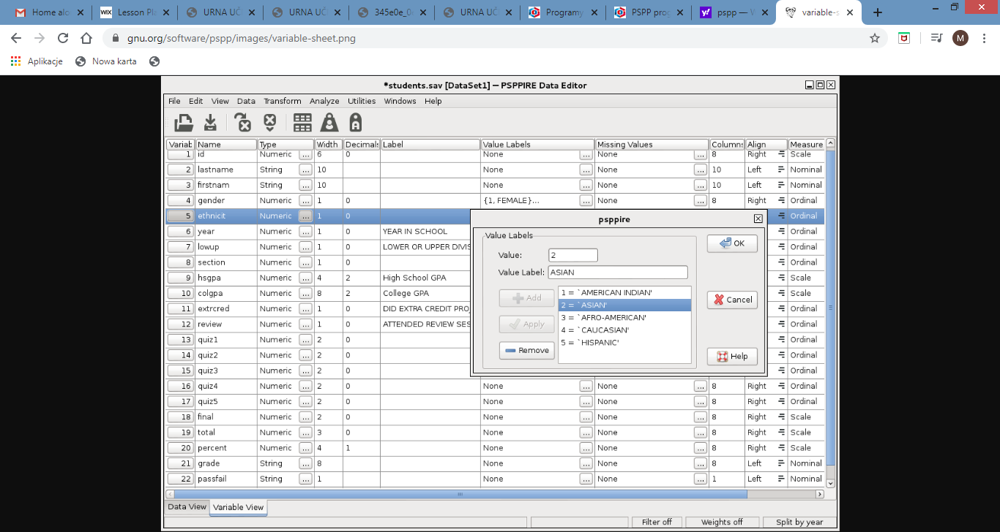 Home alo
WIX Lesson Pla
URNA UČ
URNA UČ
345e0e_0
URNA UČ
Programy
PSPP prog
y! pspp — W
variable-s
gnu.org/software/pspp/images/variable-sheet.png
M
Aplikacje Nowa karta
*students.sav [DataSet1] — PSPPIRE Data Editor
File Edit View Data Transform Analyze Utilities Windows Help
Variab Name Type Width Decimals Label Value Labels Missing Values Columns Align Measure
1 id Numeric ... 6 0 None ... None ... 8 Right Scale
2 lastname String ... 10 None ... None ... 10 Left Nominal
3 firstnam String ... 10 None ... None ... 10 Left Nominal
4 gender Numeric ... 1 0 {1, FEMALE}... ... None ... 8 Right Ordinal
5 ethnicit Numeric ... 1 0 Ordinal
6 year Numeric ... 1 0 YEAR IN SCHOOL Ordinal
7 lowup Numeric ... 1 0 LOWER OR UPPER DIVIS Ordinal
8 section Numeric ... 1 0 Ordinal
9 hsgpa Numeric ... 4 2 High School GPA Scale
10 colgpa Numeric ... 8 2 College GPA Scale
11 extrcred Numeric ... 1 0 DID EXTRA CREDIT PROJ Ordinal
12 review Numeric ... 1 0 ATTENDED REVIEW SES Ordinal
13 quiz1 Numeric ... 2 0 Ordinal
14 quiz2 Numeric ... 2 0 Ordinal
15 quiz3 Numeric ... 2 0 Ordinal
16 quiz4 Numeric ... 2 0 None ... None ... 8 Right Ordinal
17 quiz5 Numeric ... 2 0 None ... None ... 8 Right Ordinal
18 final Numeric ... 2 0 None ... None ... 8 Right Scale
19 total Numeric ... 3 0 None ... None ... 8 Right Scale
20 percent Numeric ... 4 1 None ... None ... 8 Right Scale
21 grade String ... 8 None ... None ... 8 Left Nominal
22 passfail String ... 1 None ... None ... 1 Left Nominal
psppire
Value Labels
Value: 2
Value Label: ASIAN
Add
Apply
Remove
1 = `AMERICAN INDIAN'
2 = `ASIAN'
3 = `AFRO-AMERICAN'
4 = `CAUCASIAN'
5 = `HISPANIC'
OK
Cancel
Help
Data View Variable View
Filter off Weights off Split by year